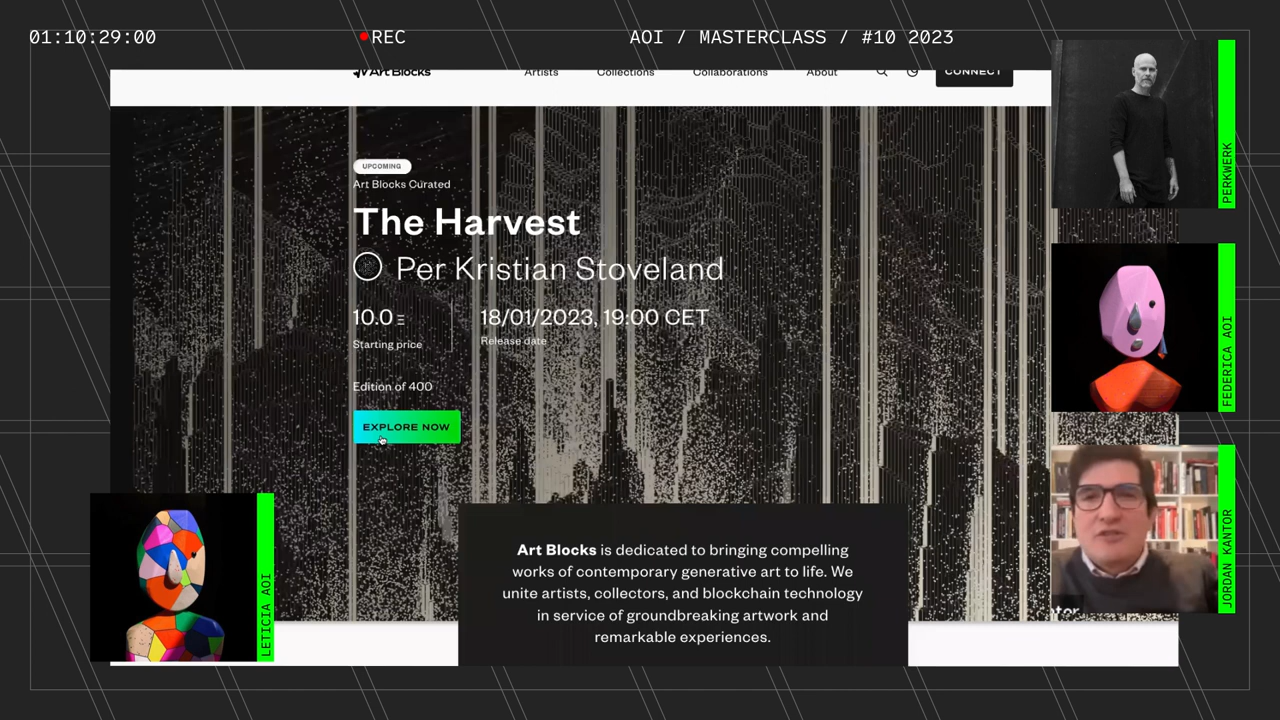 01:10:29:00
REC
AOI / MASTERCLASS / #10 2023
Art Blocks
Artists
Collections
Collaborations
About
CONNECT
UPCOMING
Art Blocks Curated
The Harvest
Per Kristian Stoveland
10.0Ξ
18/01/2023, 19:00 CET
Starting price
Release date
Edition of 400
EXPLORE NOW
Art Blocks is dedicated to bringing compelling
works of contemporary generative art to life. We
unite artists, collectors, and blockchain technology
in service of groundbreaking artwork and
remarkable experiences.
PERKWERK
FEDERICA AOI
JORDAN KANTOR
LETICIA AOI